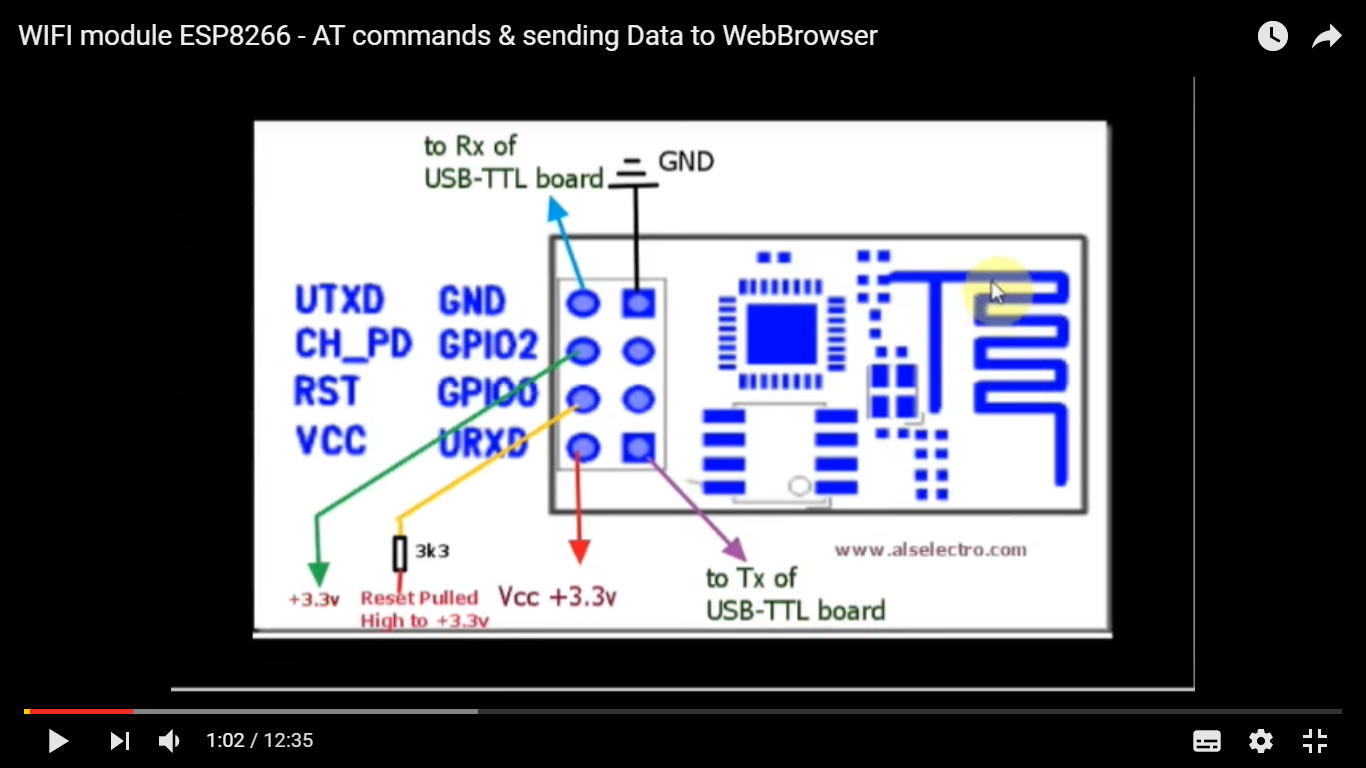 WIFI module ESP8266 - AT commands & sending Data to WebBrowser
to Rx of
USB-TTL board
GND
UTXD GND
CH_PD GPIO2
RST GPIO0
VCC URXD
3k3
www.alselectro.com
+3.3v
Reset Pulled
High to +3.3v
Vcc +3.3v
to Tx of
USB-TTL board
1:02 / 12:35